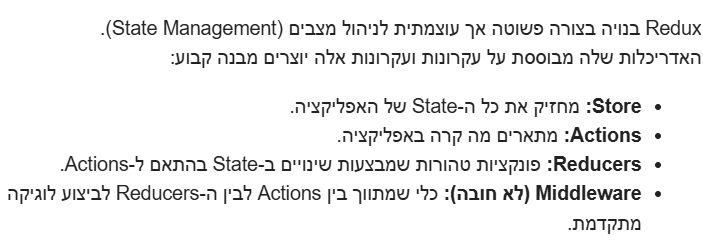 Redux בנויה בצורה פשוטה אך עוצמתית לניהול מצבים (State Management).
האדריכלות שלה מבוססת על עקרונות ועקרונות אלה יוצרים מבנה קבוע:
• Store: מחזיק את כל ה-State של האפליקציה.
• Actions: מתארים מה קרה באפליקציה.
• Reducers: פונקציות טהורות שמבצעות שינויים ב-State בהתאם ל-Actions.
• Middleware (לא חובה): כלי שמתווך בין Actions לבין ה-Reducers לביצוע לוגיקה
מתקדמת.